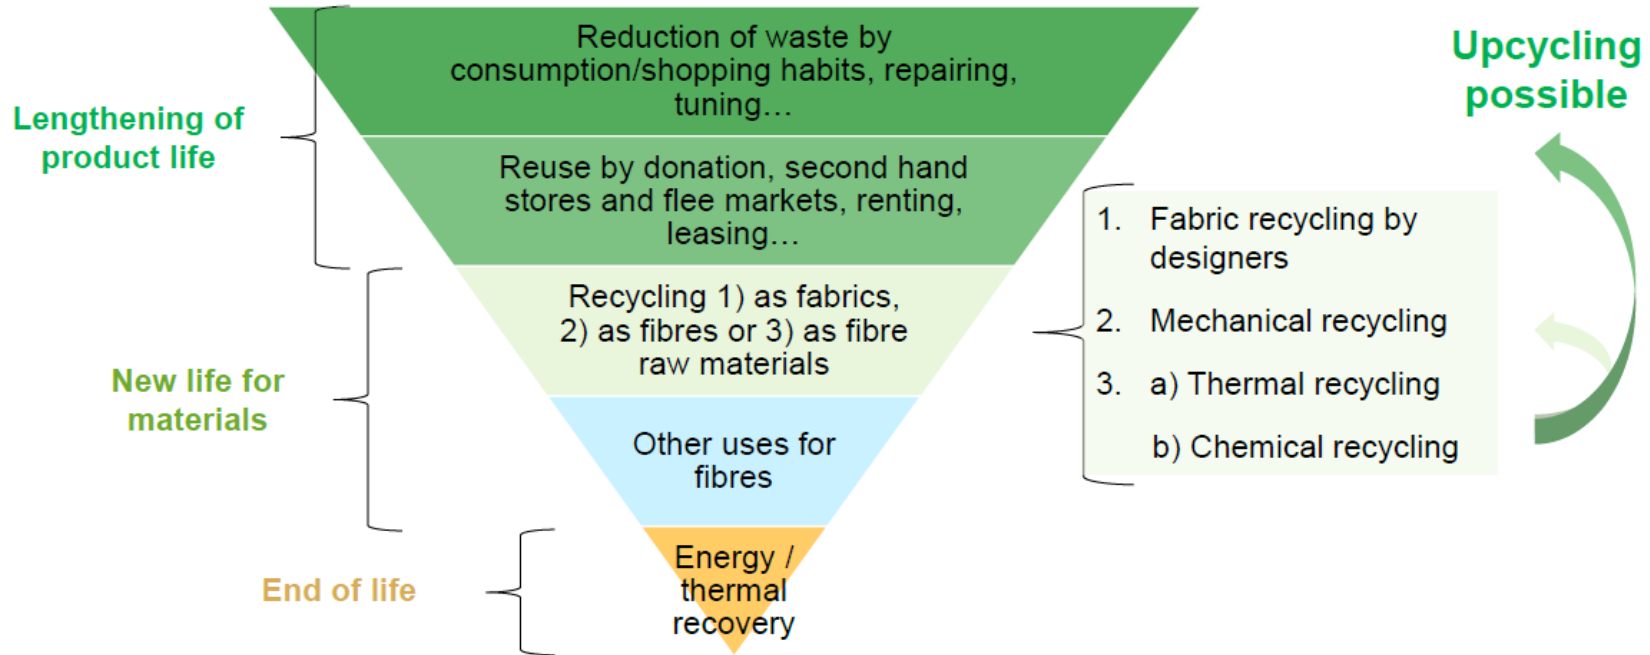 Reduction of waste by
consumption/shopping habits, repairing,
tuning…
Lengthening of
product life
Reuse by donation, second hand
stores and flee markets, renting,
leasing…
Recycling 1) as fabrics,
2) as fibres or 3) as fibre
raw materials
New life for
materials
Other uses for
fibres
End of life
Energy /
thermal
recovery
Upcycling
possible
1. Fabric recycling by
designers
2. Mechanical recycling
3. a) Thermal recycling
b) Chemical recycling